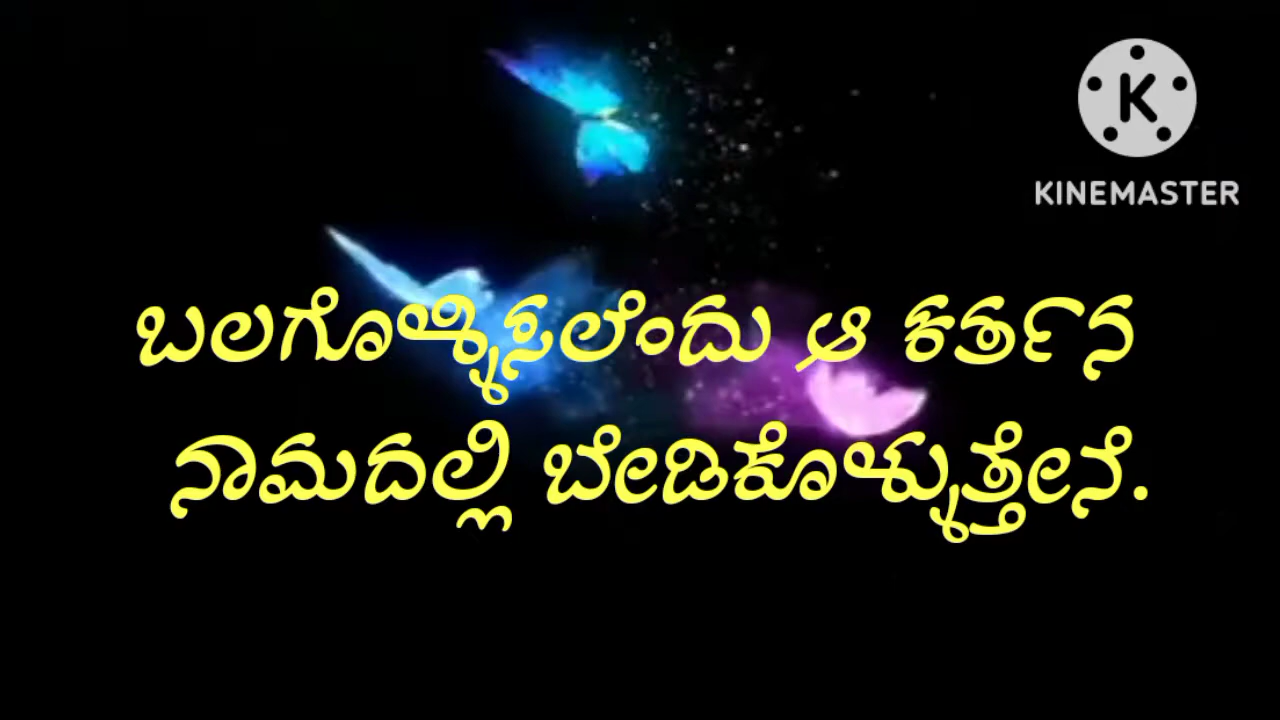 K
KINEMASTER
ಬಲಗೊಳ್ಳಿಸಲೆಂದು ಆ ಕರ್ತನ
ನಾಮದಲ್ಲಿ ಬೇಡಿಕೊಳ್ಳುತ್ತೇನೆ.